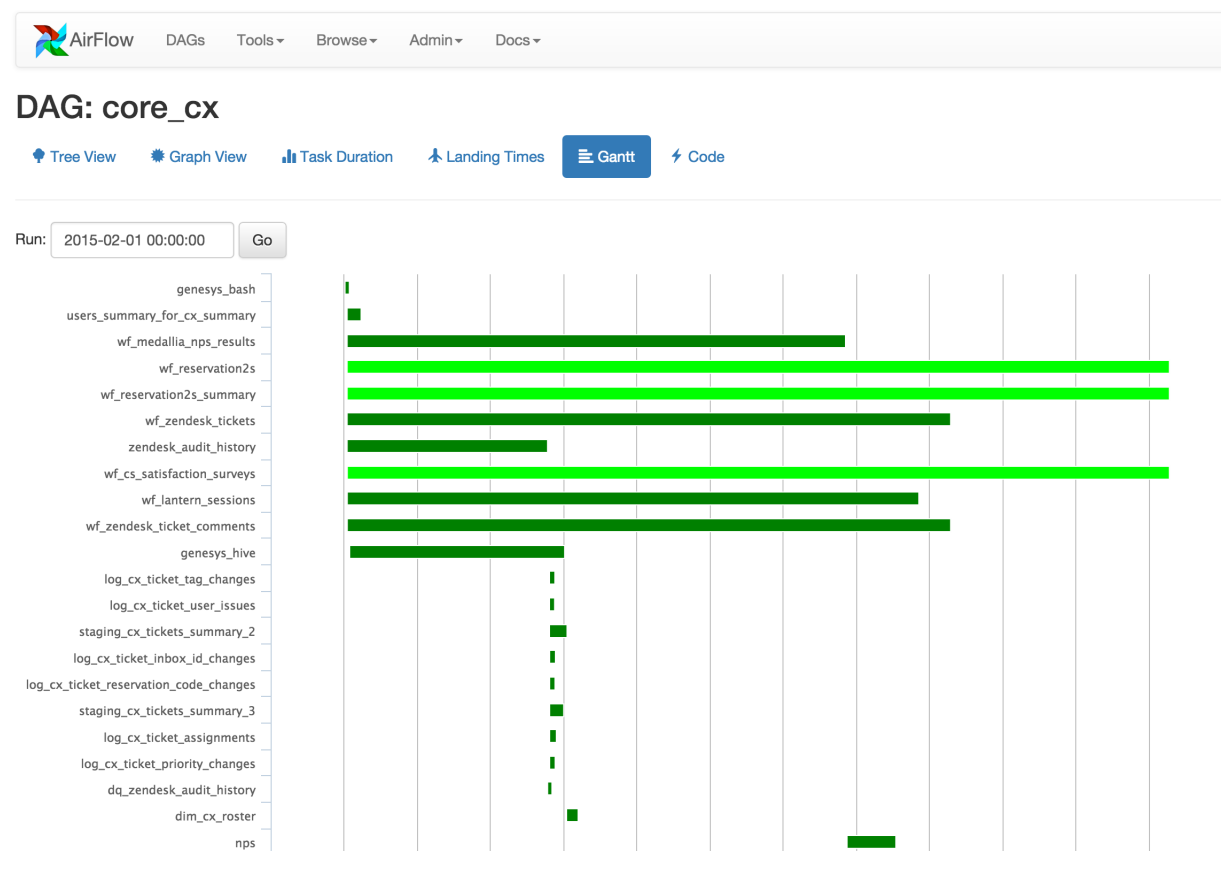 AirFlow DAGs Tools Browse Admin Docs
DAG: core_cx
Tree View Graph View Task Duration Landing Times Gantt Code
Run: 2015-02-01 00:00:00 Go
genesys_bash
users_summary_for_cx_summary
wf_medallia_nps_results
wf_reservation2s
wf_reservation2s_summary
wf_zendesk_tickets
zendesk_audit_history
wf_cs_satisfaction_surveys
wf_lantern_sessions
wf_zendesk_ticket_comments
genesys_hive
log_cx_ticket_tag_changes
log_cx_ticket_user_issues
staging_cx_tickets_summary_2
log_cx_ticket_inbox_id_changes
log_cx_ticket_reservation_code_changes
staging_cx_tickets_summary_3
log_cx_ticket_assignments
log_cx_ticket_priority_changes
dq_zendesk_audit_history
dim_cx_roster
nps